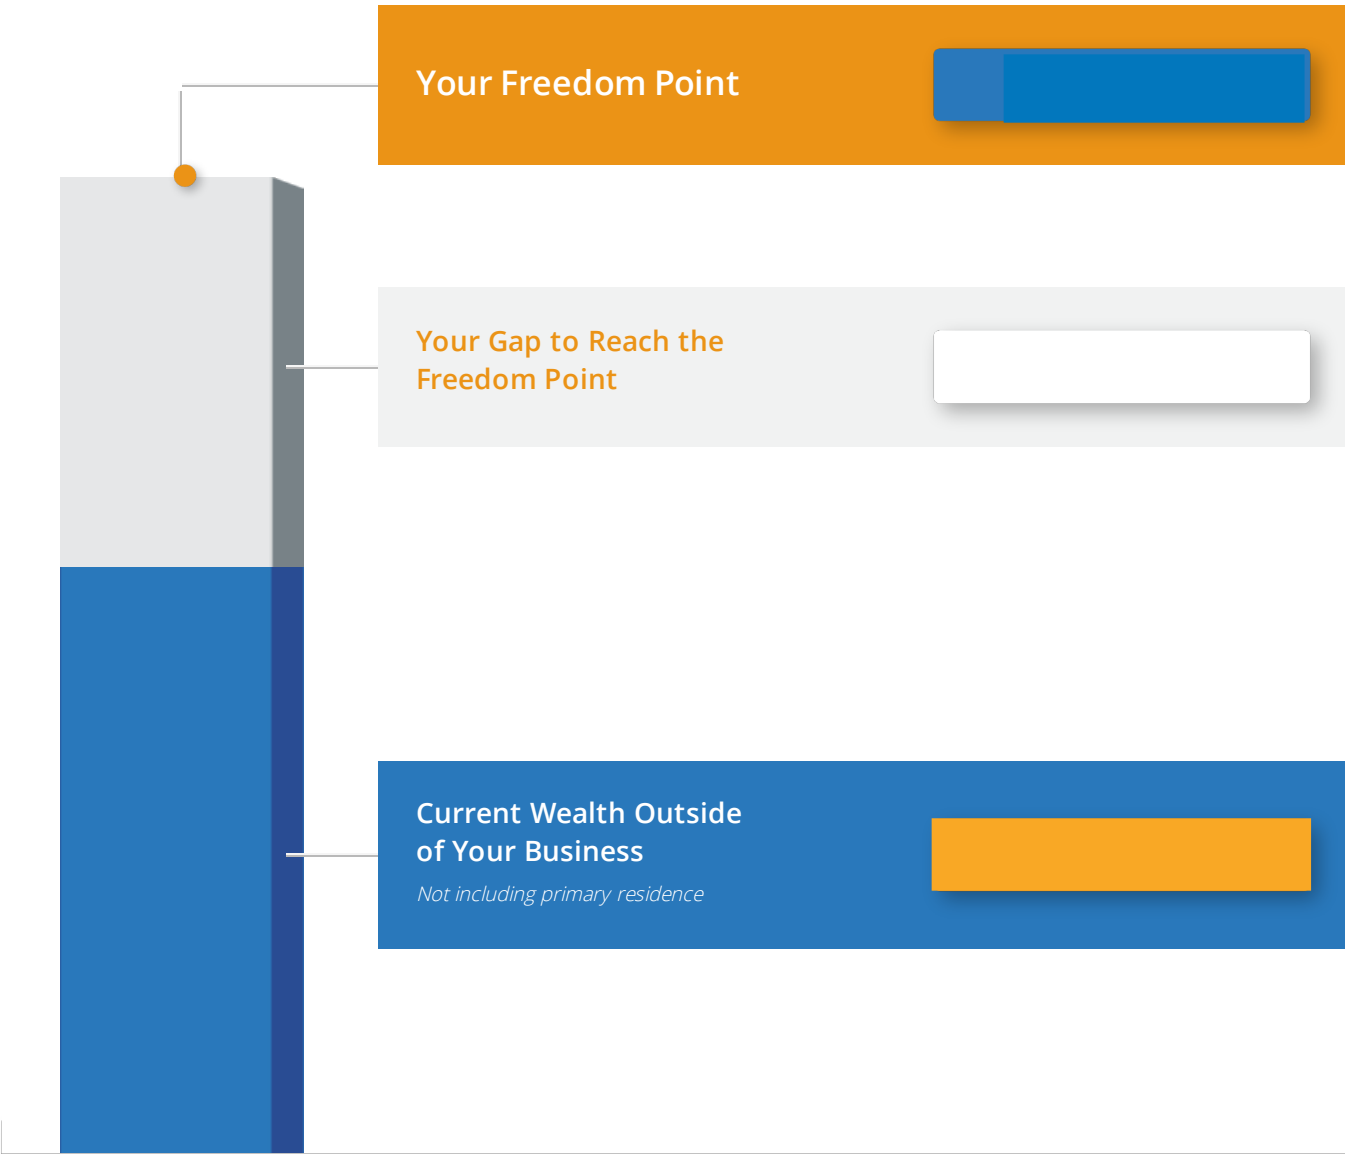 Your Freedom Point
Your Gap to Reach the
Freedom Point
Current Wealth Outside
of Your Business
Not including primary residence